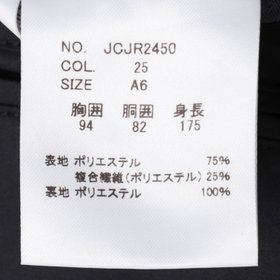 NO. JCJR2450
COL. 25
SIZE A6
胸囲 胴囲 身長
94 82 175
表地 ポリエステル 75%
複合繊維(ポリエステル)25%
裏地 ポリエステル 100%